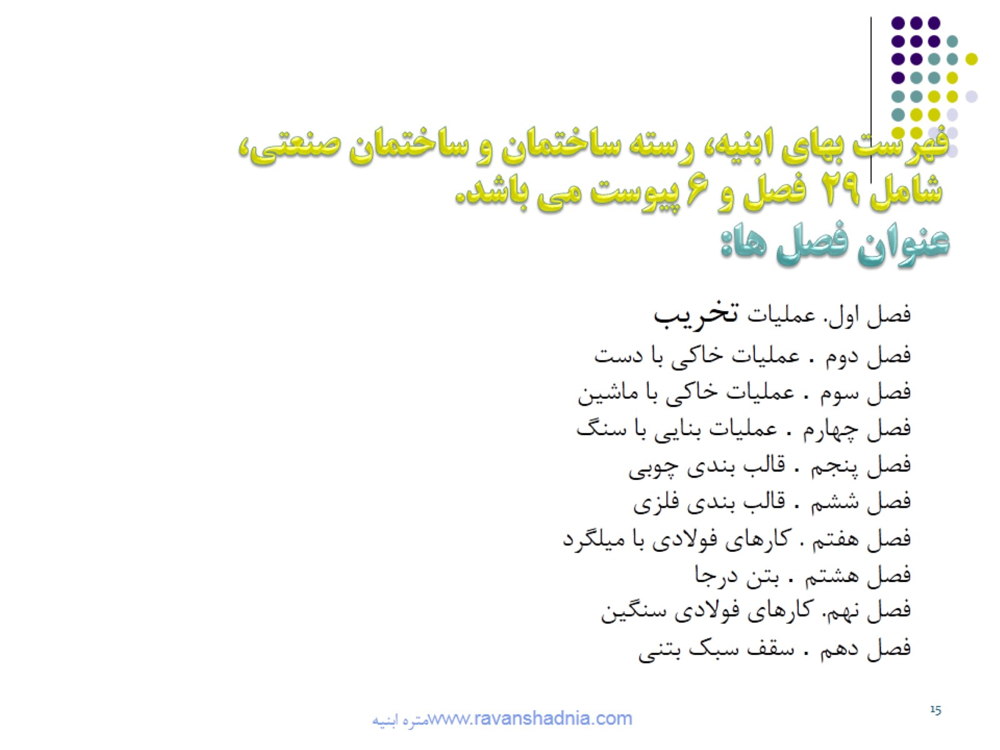 فهرست بهای ابنیه، رسته ساختمان و ساختمان صنعتی،
شامل ۲۹ فصل و ۶ پیوست می باشد.
عنوان فصل ها:
فصل اول. عملیات تخریب
فصل دوم . عملیات خاکی با دست
فصل سوم . عملیات خاکی با ماشین
فصل چهارم . عملیات بنایی با سنگ
فصل پنجم . قالب بندی چوبی
فصل ششم . قالب بندی فلزی
فصل هفتم . کارهای فولادی با میلگرد
فصل هشتم . بتن درجا
فصل نهم. کارهای فولادی سنگین
فصل دهم . سقف سبک بتنی
15
متره ابنیهwww.ravanshadnia.com